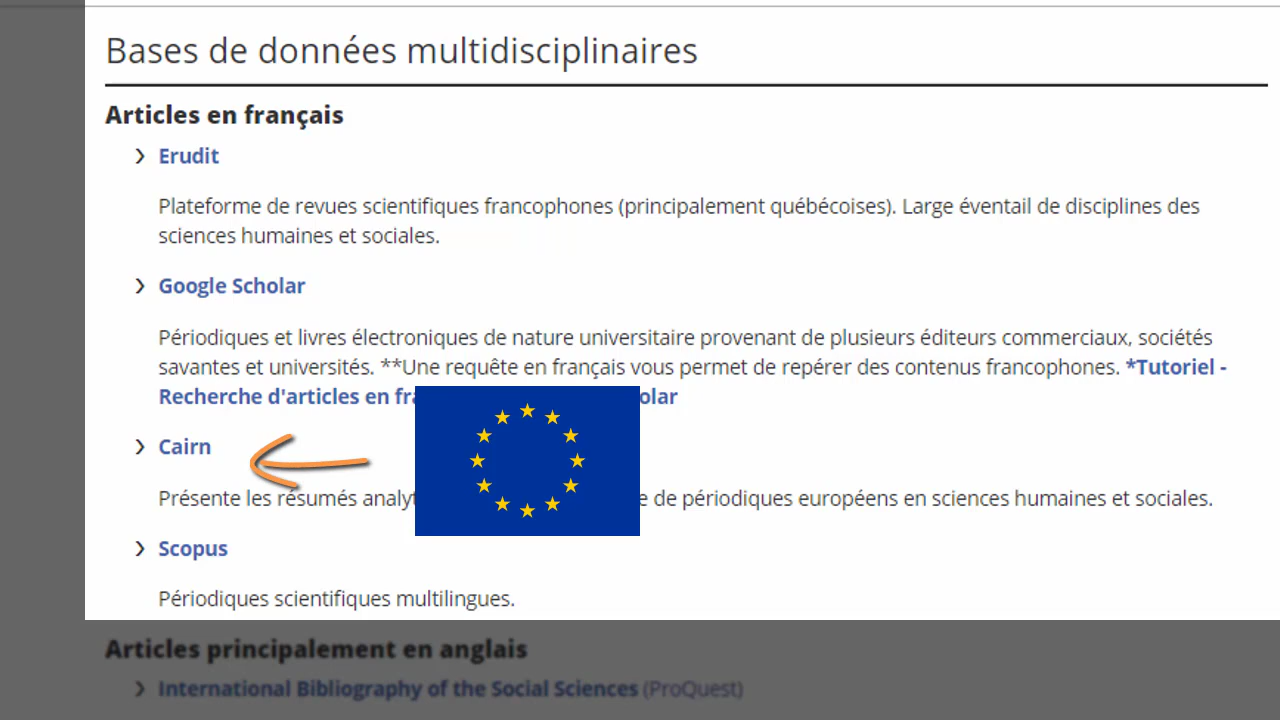 Bases de données multidisciplinaires
Articles en français
Erudit
Plateforme de revues scientifiques francophones (principalement québécoises). Large éventail de disciplines des
sciences humaines et sociales.
Google Scholar
Périodiques et livres électroniques de nature universitaire provenant de plusieurs éditeurs commerciaux, sociétés
savantes et universités. **Une requête en français vous permet de repérer des contenus francophones. *Tutoriel -
Recherche d'articles en
Cairn
Présente les résumés de périodiques européens en sciences humaines et sociales.
Scopus
Périodiques scientifiques multilingues.
Articles principalement en anglais
International Bibliography of the Social Sciences (ProQuest)